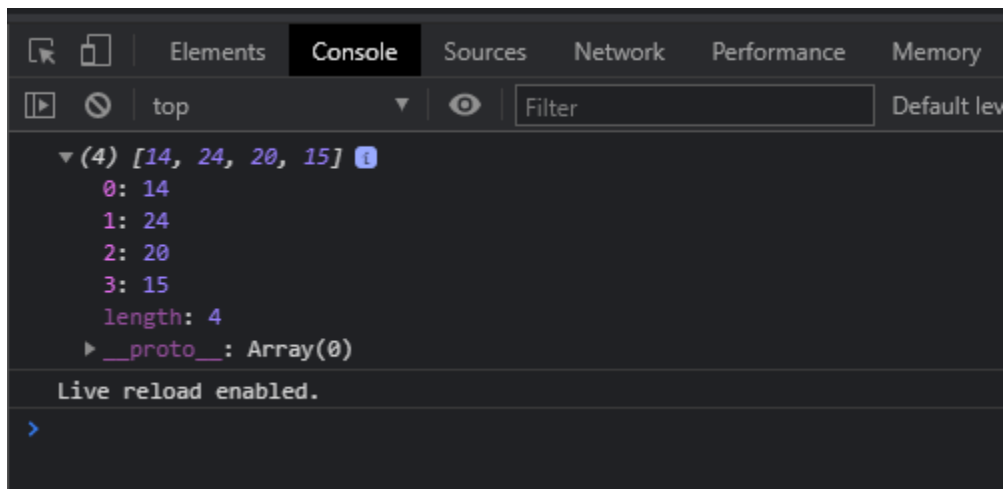 Elements Console Sources Network Performance Memory
top ▼ Filter Default lev
▼ (4) [14, 24, 20, 15] i
0: 14
1: 24
2: 20
3: 15
length: 4
▶ __proto__: Array(0)
Live reload enabled.
>